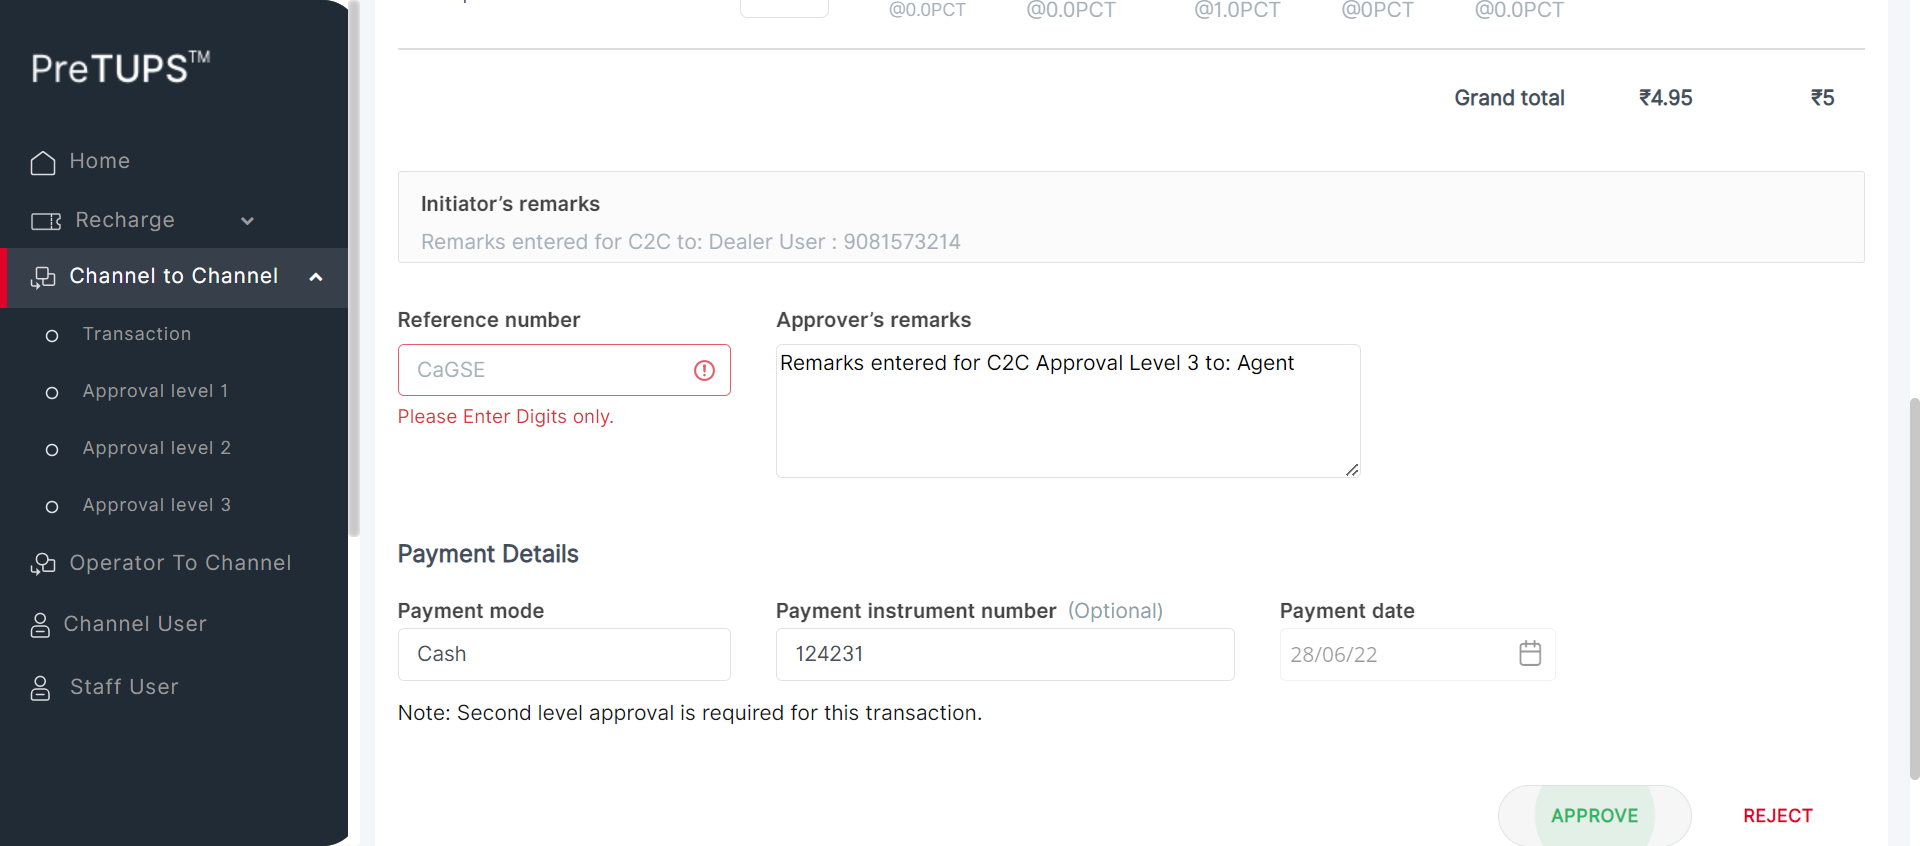 PreTUPS™
Home
Recharge
Channel to Channel
Transaction
Approval level 1
Approval level 2
Approval level 3
Operator To Channel
Channel User
Staff User
@0.0PCT @0.0PCT @1.0PCT @0PCT @0.0PCT
Grand total ₹4.95 ₹5
Initiator’s remarks
Remarks entered for C2C to: Dealer User : 9081573214
Reference number
CaGSE
Please Enter Digits only.
Approver’s remarks
Remarks entered for C2C Approval Level 3 to: Agent
Payment Details
Payment mode
Cash
Payment instrument number (Optional)
124231
Payment date
28/06/22
Note: Second level approval is required for this transaction.
APPROVE REJECT